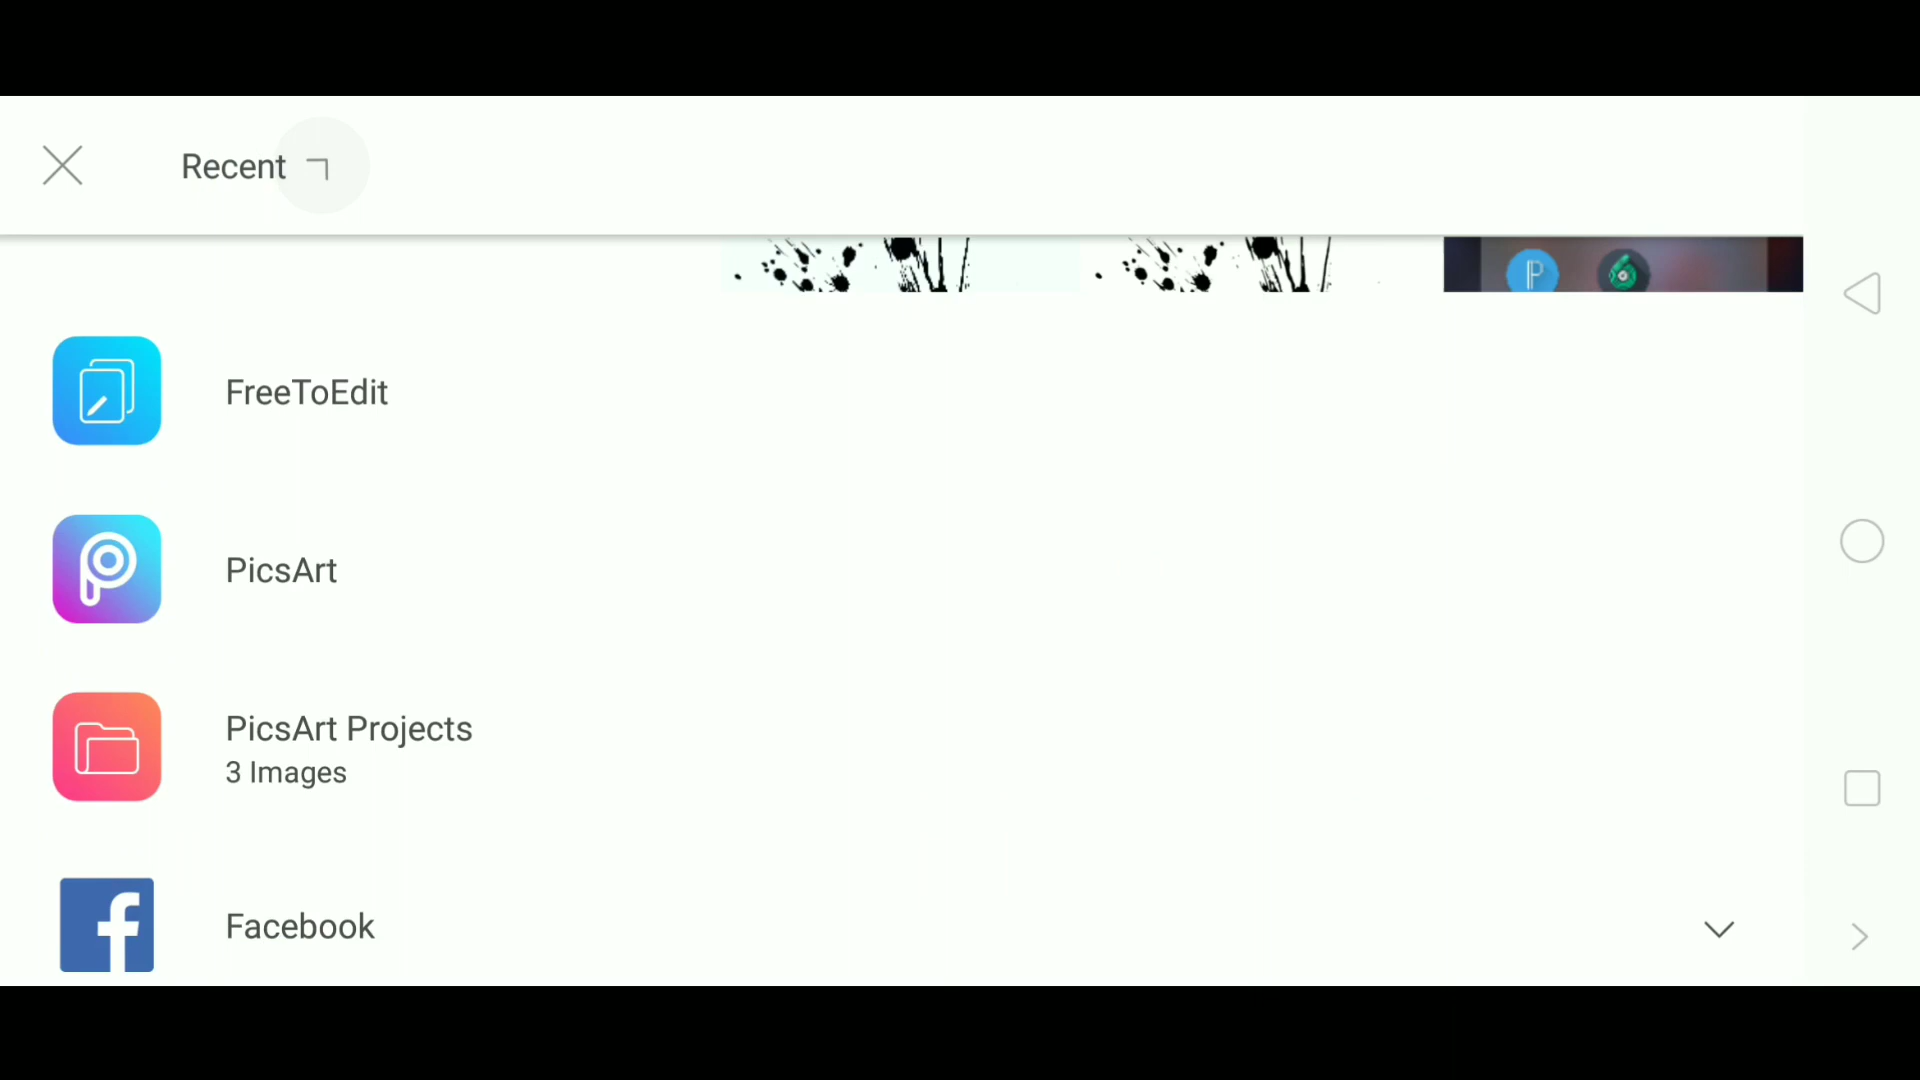 Recent
FreeToEdit
PicsArt
PicsArt Projects
3 Images
Facebook